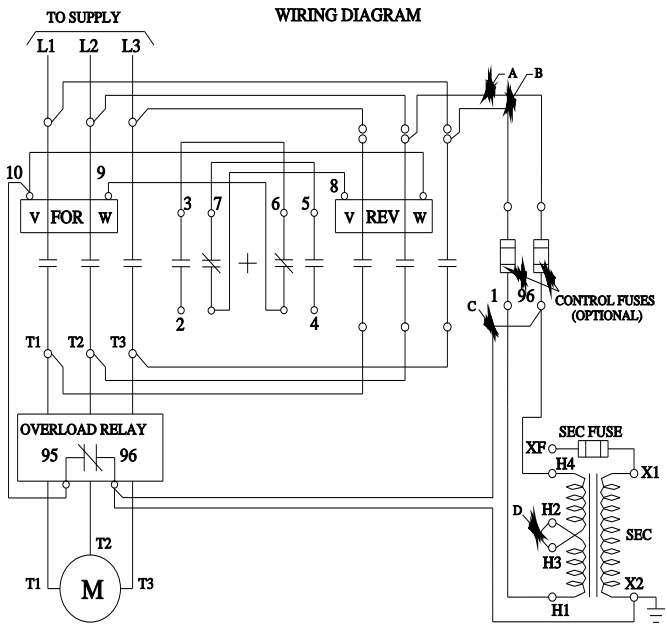 WIRING DIAGRAM
TO SUPPLY
L1 L2 L3
A B
10 9 8
V FOR W
3 7 6 5
V REV W
2 4
1 96
CONTROL FUSES
(OPTIONAL)
C
T1 T2 T3
OVERLOAD RELAY
95 96
SEC FUSE
XF
H4 X1
D
H2
SEC
H3
T2
T1 M T3
X2
H1